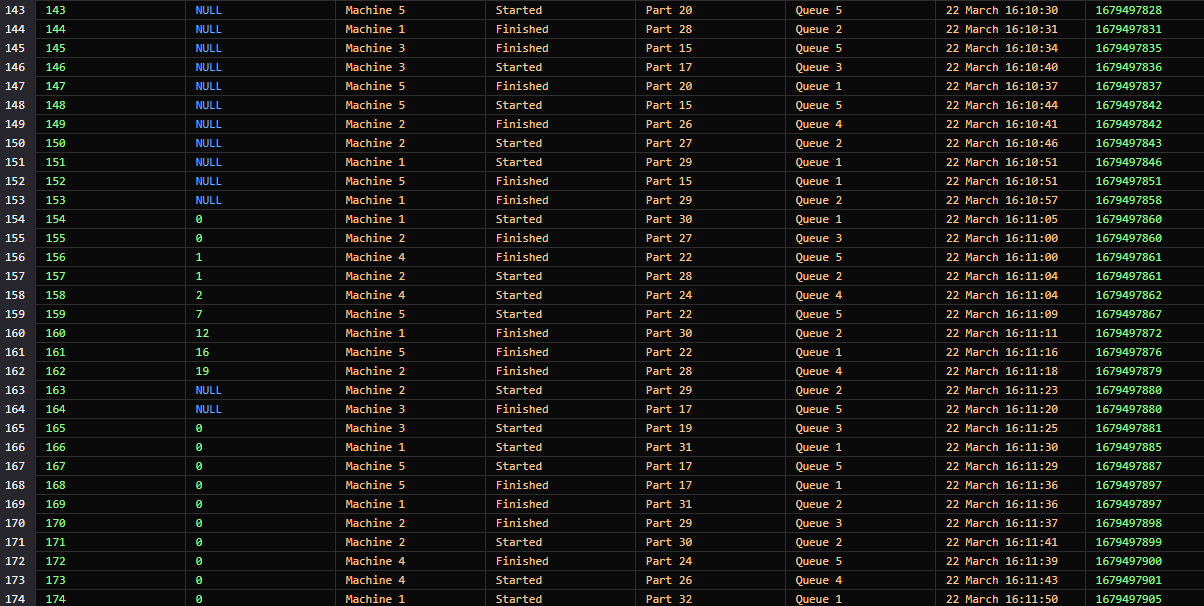 143 143 NULL Machine 5 Started Part 20 Queue 5 22 March 16:10:30 1679497828
144 144 NULL Machine 1 Finished Part 28 Queue 2 22 March 16:10:31 1679497831
145 145 NULL Machine 3 Finished Part 15 Queue 5 22 March 16:10:34 1679497835
146 146 NULL Machine 3 Started Part 17 Queue 3 22 March 16:10:40 1679497836
147 147 NULL Machine 5 Finished Part 20 Queue 1 22 March 16:10:37 1679497837
148 148 NULL Machine 5 Started Part 15 Queue 5 22 March 16:10:44 1679497842
149 149 NULL Machine 2 Finished Part 26 Queue 4 22 March 16:10:41 1679497842
150 150 NULL Machine 2 Started Part 27 Queue 2 22 March 16:10:46 1679497843
151 151 NULL Machine 1 Started Part 29 Queue 1 22 March 16:10:51 1679497846
152 152 NULL Machine 5 Finished Part 15 Queue 1 22 March 16:10:51 1679497851
153 153 NULL Machine 1 Finished Part 29 Queue 2 22 March 16:10:57 1679497858
154 154 0 Machine 1 Started Part 30 Queue 1 22 March 16:11:05 1679497860
155 155 0 Machine 2 Finished Part 27 Queue 3 22 March 16:11:00 1679497860
156 156 1 Machine 4 Finished Part 22 Queue 5 22 March 16:11:00 1679497861
157 157 1 Machine 2 Started Part 28 Queue 2 22 March 16:11:04 1679497861
158 158 2 Machine 4 Started Part 24 Queue 4 22 March 16:11:04 1679497862
159 159 7 Machine 5 Started Part 22 Queue 5 22 March 16:11:09 1679497867
160 160 12 Machine 1 Finished Part 30 Queue 2 22 March 16:11:11 1679497872
161 161 16 Machine 5 Finished Part 22 Queue 1 22 March 16:11:16 1679497876
162 162 19 Machine 2 Finished Part 28 Queue 4 22 March 16:11:18 1679497879
163 163 NULL Machine 2 Started Part 29 Queue 2 22 March 16:11:23 1679497880
164 164 NULL Machine 3 Finished Part 17 Queue 5 22 March 16:11:20 1679497880
165 165 0 Machine 3 Started Part 19 Queue 3 22 March 16:11:25 1679497881
166 166 0 Machine 1 Started Part 31 Queue 1 22 March 16:11:30 1679497885
167 167 0 Machine 5 Started Part 17 Queue 5 22 March 16:11:29 1679497887
168 168 0 Machine 5 Finished Part 17 Queue 1 22 March 16:11:36 1679497897
169 169 0 Machine 1 Finished Part 31 Queue 2 22 March 16:11:36 1679497897
170 170 0 Machine 2 Finished Part 29 Queue 3 22 March 16:11:37 1679497898
171 171 0 Machine 2 Started Part 30 Queue 2 22 March 16:11:41 1679497899
172 172 0 Machine 4 Finished Part 24 Queue 5 22 March 16:11:39 1679497900
173 173 0 Machine 4 Started Part 26 Queue 4 22 March 16:11:43 1679497901
174 174 0 Machine 1 Started Part 32 Queue 1 22 March 16:11:50 1679497905